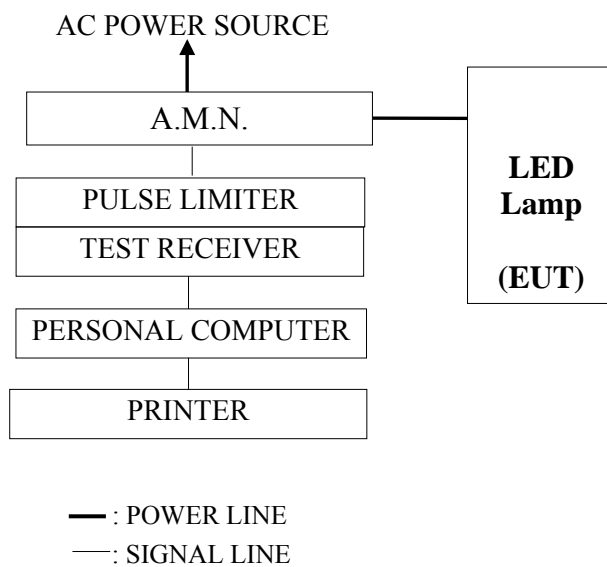 AC POWER SOURCE
A.M.N.
PULSE LIMITER
TEST RECEIVER
PERSONAL COMPUTER
PRINTER
LED
Lamp
(EUT)
: POWER LINE
: SIGNAL LINE